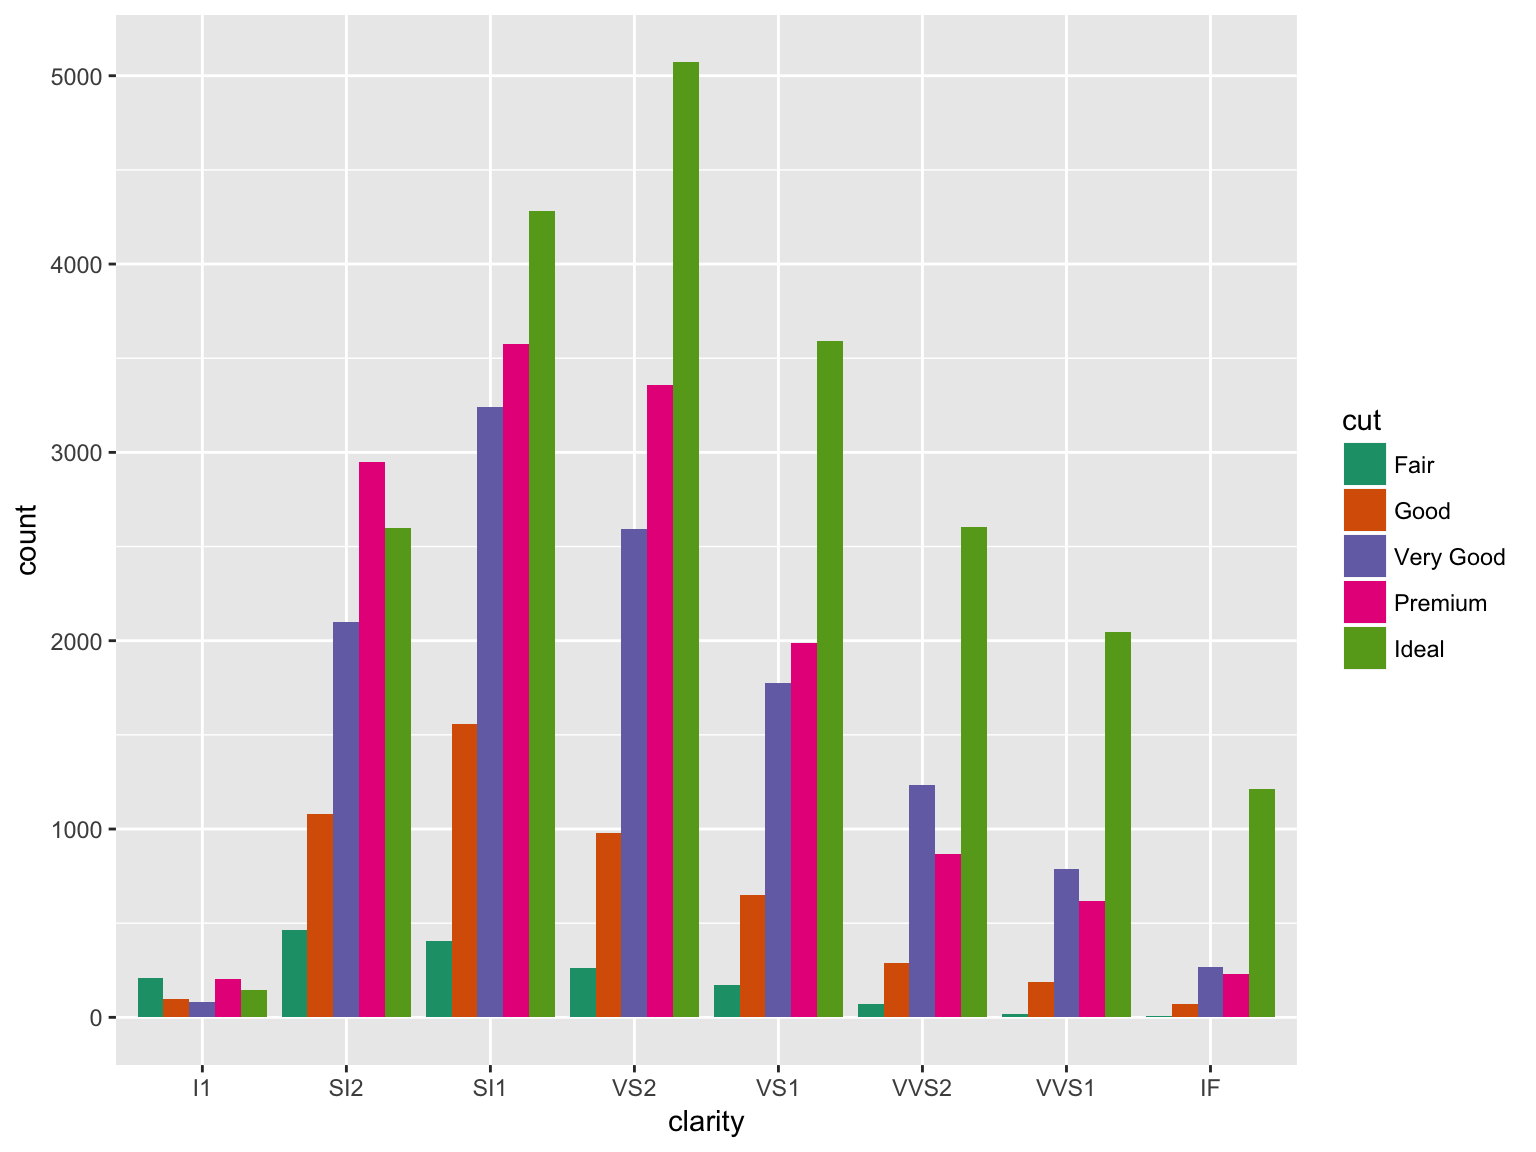 5000
4000
3000
2000
1000
0
count
I1 SI2 SI1 VS2 VS1 VVS2 VVS1 IF
clarity
cut
Fair
Good
Very Good
Premium
Ideal